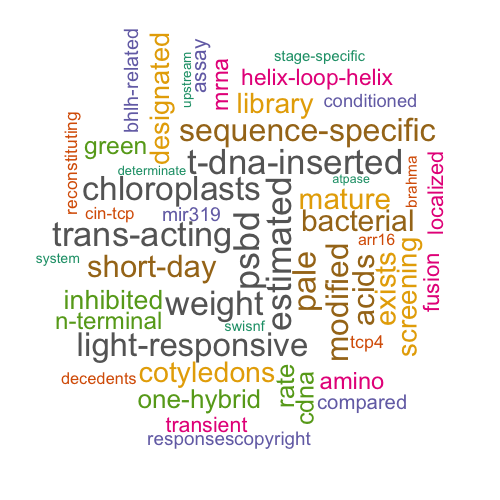 stage-specific
bhlh-related
designated
upstream
assay
mrna
helix-loop-helix
library
conditioned
reconstituting
green
sequence-specific
determinate
t-dna-inserted
atpase
brahma
localized
chloroplasts
mature
cin-tcp
mir319
bacterial
trans-acting
psbd
estimated
arr16
system
short-day
pale
modified
acids
exists
screening
fusion
inhibited
weight
n-terminal
swisnf
tcp4
light-responsive
decedents
cotyledons
rate
cdna
amino
one-hybrid
compared
transient
responsescopyright